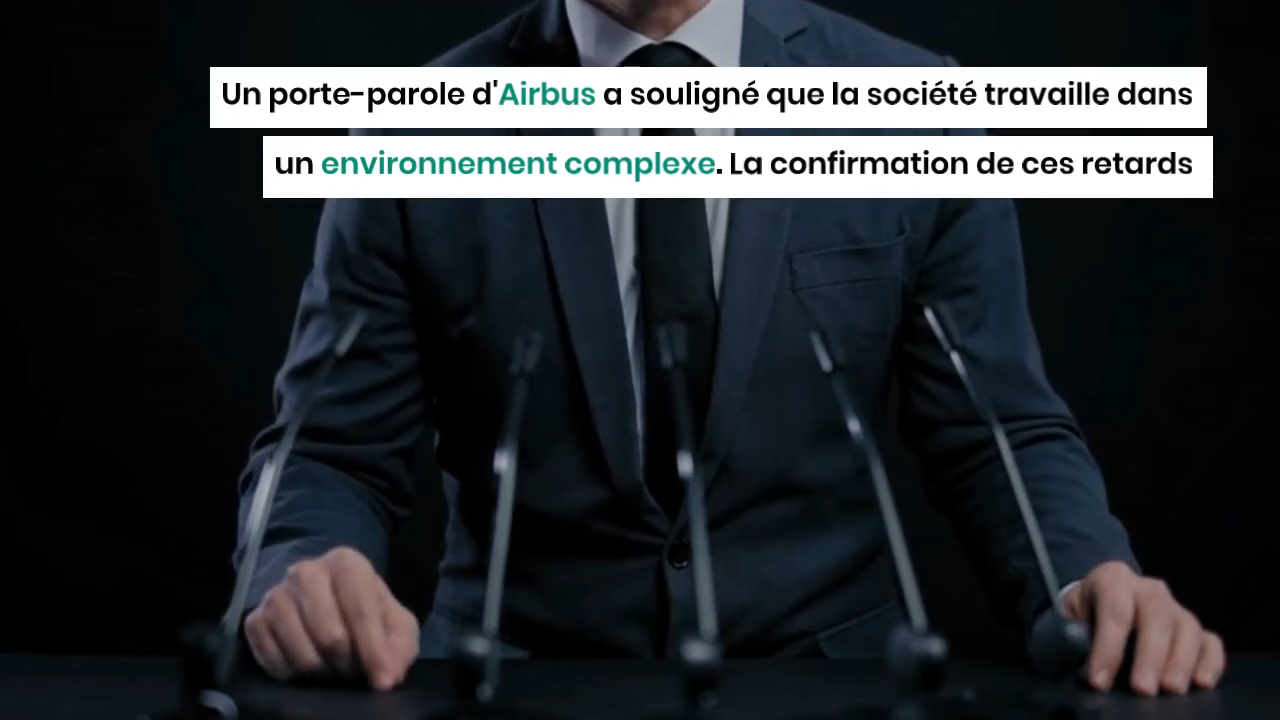 Un porte-parole d'Airbus a souligné que la société travaille dans
un environnement complexe. La confirmation de ces retards